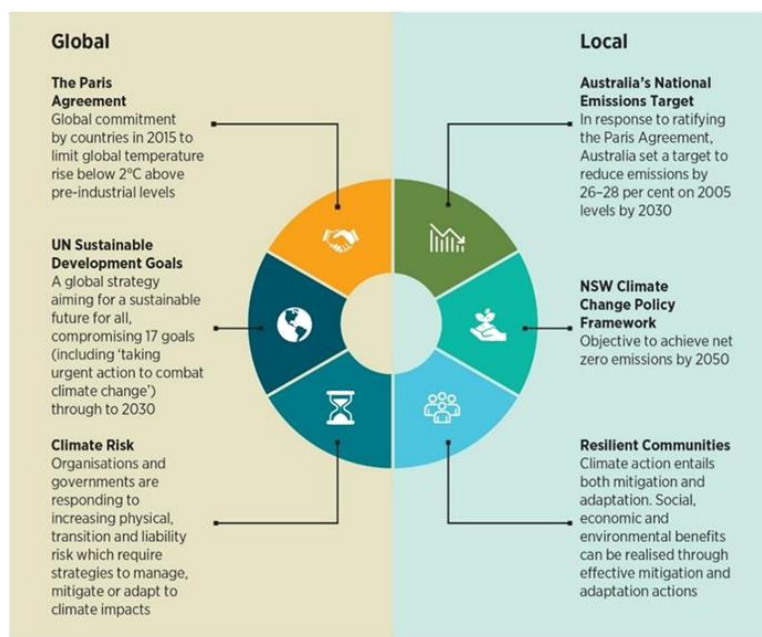 Global
The Paris
Agreement
Global commitment
by countries in 2015 to
limit global temperature
rise below 2°C above
pre-industrial levels
UN Sustainable
Development Goals
A global strategy
aiming for a sustainable
future for all,
compromising 17 goals
(including ‘taking
urgent action to combat
climate change’)
through to 2030
Climate Risk
Organisations and
governments are
responding to
increasing physical,
transition and liability
risk which require
strategies to manage,
mitigate or adapt to
climate impacts
Local
Australia’s National
Emissions Target
In response to ratifying
the Paris Agreement,
Australia set a target to
reduce emissions by
26–28 per cent on 2005
levels by 2030
NSW Climate
Change Policy
Framework
Objective to achieve net
zero emissions by 2050
Resilient Communities
Climate action entails
both mitigation and
adaptation. Social,
economic and
environmental benefits
can be realised through
effective mitigation and
adaptation actions